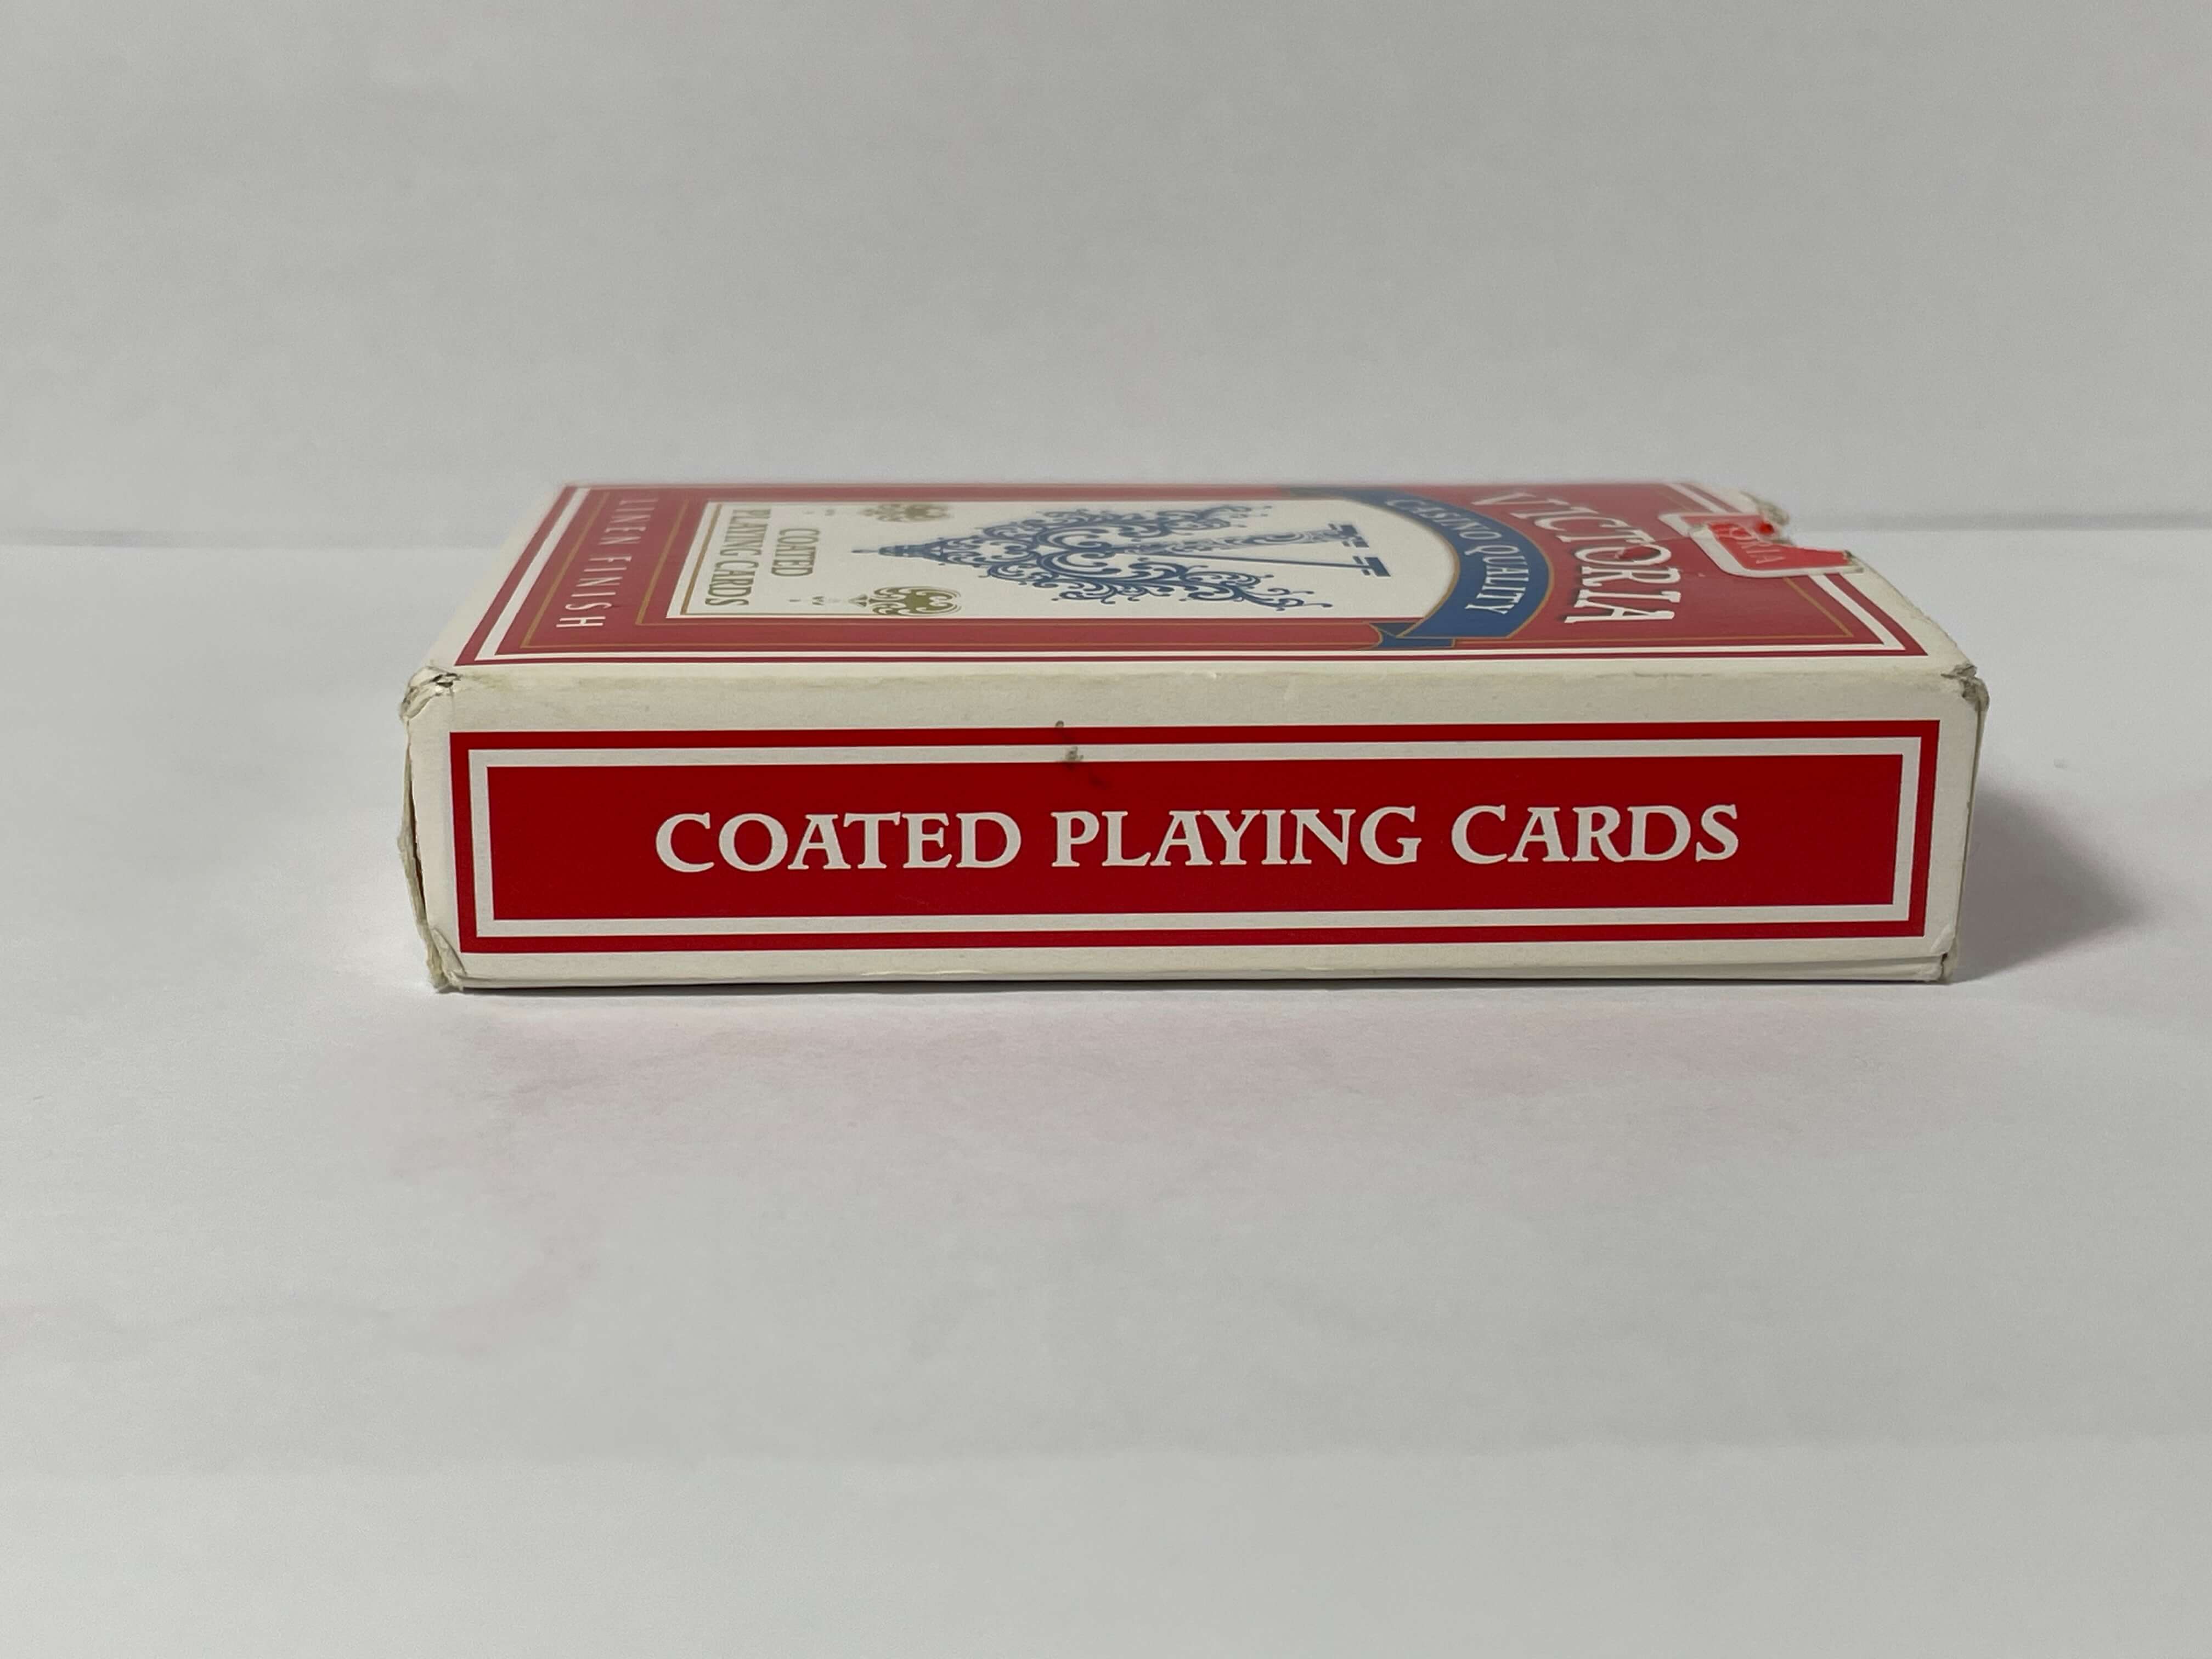 VICTORIA
CASINO QUALITY
V
COATED
PLAYING CARDS
LINEN FINISH
COATED PLAYING CARDS